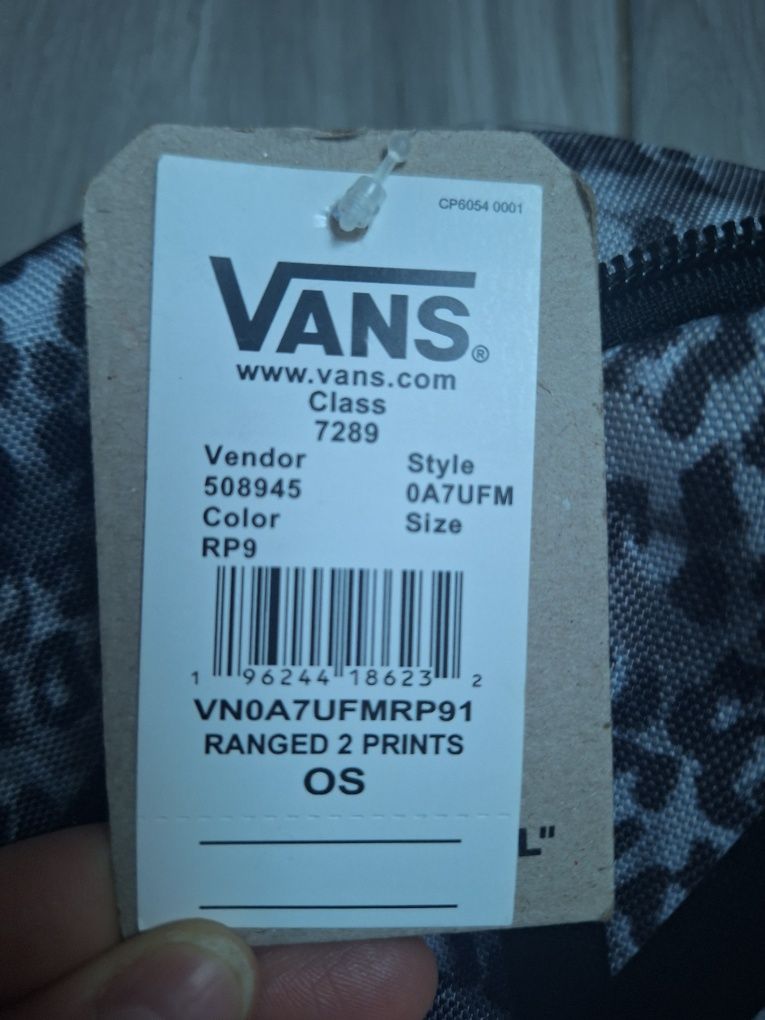 CP6054 0001
VANS®
www.vans.com
Class
7289
Vendor Style
508945 0A7UFM
Color Size
RP9
1 96244 18623 2
VN0A7UFMRP91
RANGED 2 PRINTS
OS
L"